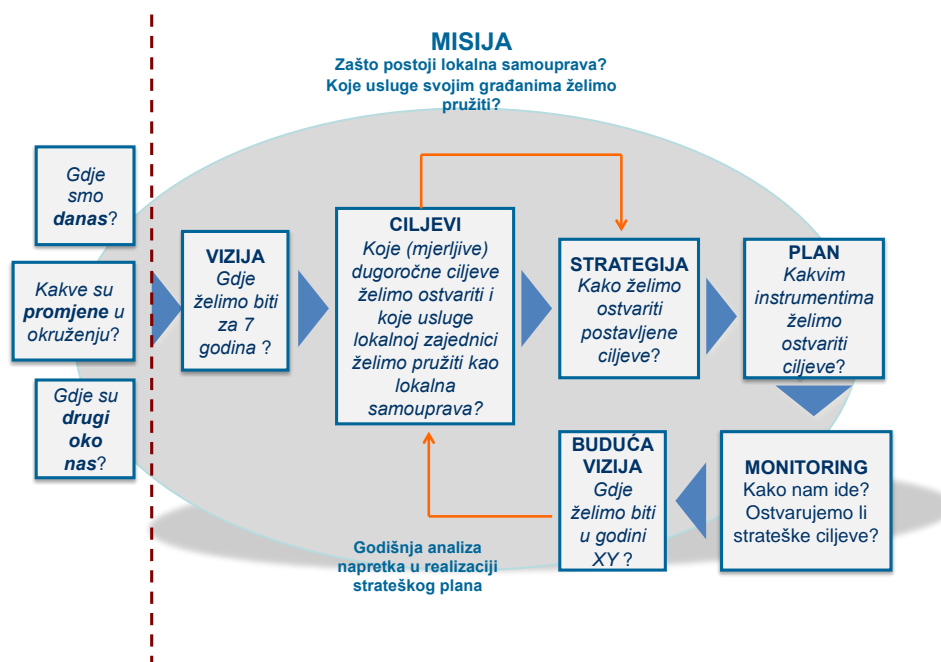 MISIJA
Zašto postoji lokalna samouprava?
Koje usluge svojim građanima želimo
pružiti?
Gdje
smo
danas?
Kakve su
promjene u
okruženju?
Gdje su
drugi
oko
nas?
VIZIJA
Gdje
želimo biti
za 7
godina ?
CILJEVI
Koje (mjerljive)
dugoročne ciljeve
želimo ostvariti i
koje usluge
lokalnoj zajednici
želimo pružiti kao
lokalna
samouprava?
STRATEGIJA
Kako želimo
ostvariti
postavljene
ciljeve?
PLAN
Kakvim
instrumentima
želimo
ostvariti
ciljeve?
MONITORING
Kako nam ide?
Ostvarujemo li
strateške ciljeve?
BUDUĆA
VIZIJA
Gdje
želimo biti
u godini
XY ?
Godišnja analiza
napretka u realizaciji
strateškog plana